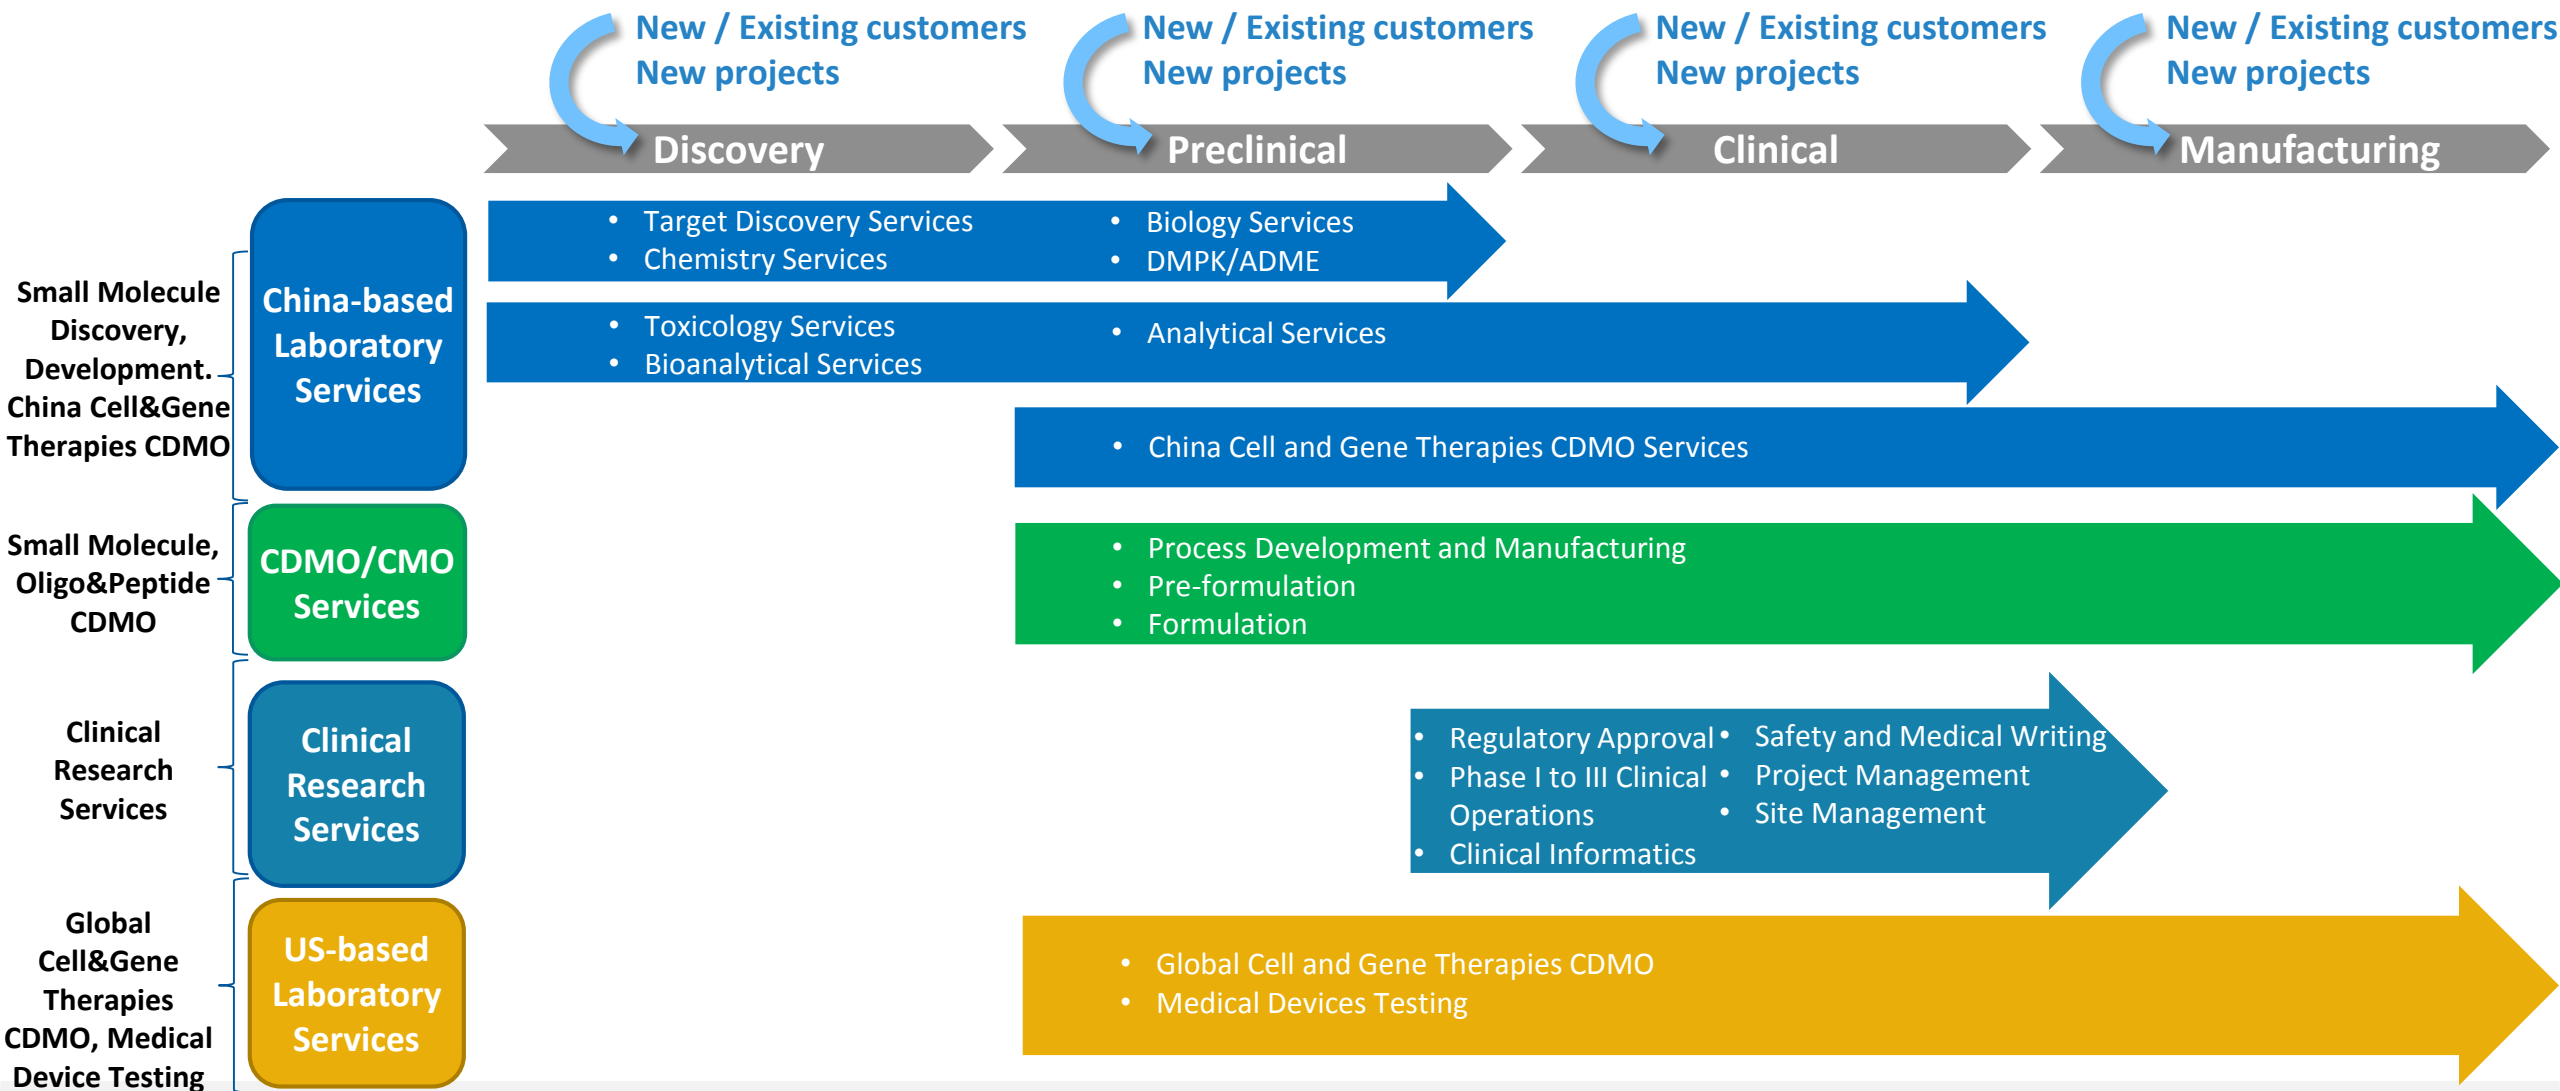 New / Existing customers
New projects
New / Existing customers
New projects
New / Existing customers
New projects
New / Existing customers
New projects
Discovery
Preclinical
Clinical
Manufacturing
Small Molecule
Discovery,
Development.
China Cell&Gene
Therapies CDMO
China-based
Laboratory
Services
• Target Discovery Services
• Chemistry Services
• Biology Services
• DMPK/ADME
• Toxicology Services
• Bioanalytical Services
• Analytical Services
• China Cell and Gene Therapies CDMO Services
Small Molecule,
Oligo&Peptide
CDMO
CDMO/CMO
Services
• Process Development and Manufacturing
• Pre-formulation
• Formulation
Clinical
Research
Services
Clinical
Research
Services
• Regulatory Approval
• Phase I to III Clinical
Operations
• Clinical Informatics
• Safety and Medical Writing
• Project Management
• Site Management
Global
Cell&Gene
Therapies
CDMO, Medical
Device Testing
US-based
Laboratory
Services
• Global Cell and Gene Therapies CDMO
• Medical Devices Testing